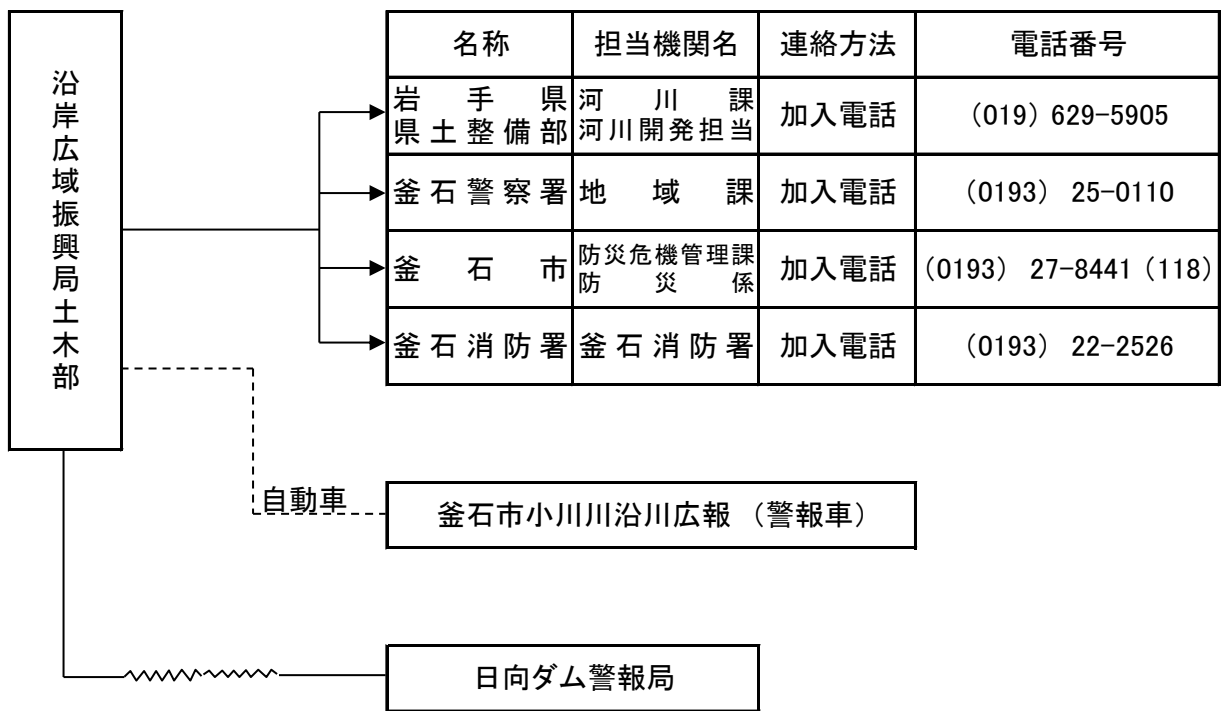 沿岸広域振興局土木部
名称 担当機関名 連絡方法 電話番号
岩手県 河川課
県土整備部 河川開発担当 加入電話 (019) 629-5905
釜石警察署 地域課 加入電話 (0193) 25-0110
釜石市 防災危機管理課 加入電話 (0193) 27-8441 (118)
防災係
釜石消防署 釜石消防署 加入電話 (0193) 22-2526
自動車
釜石市小川川沿川広報 (警報車)
日向ダム警報局